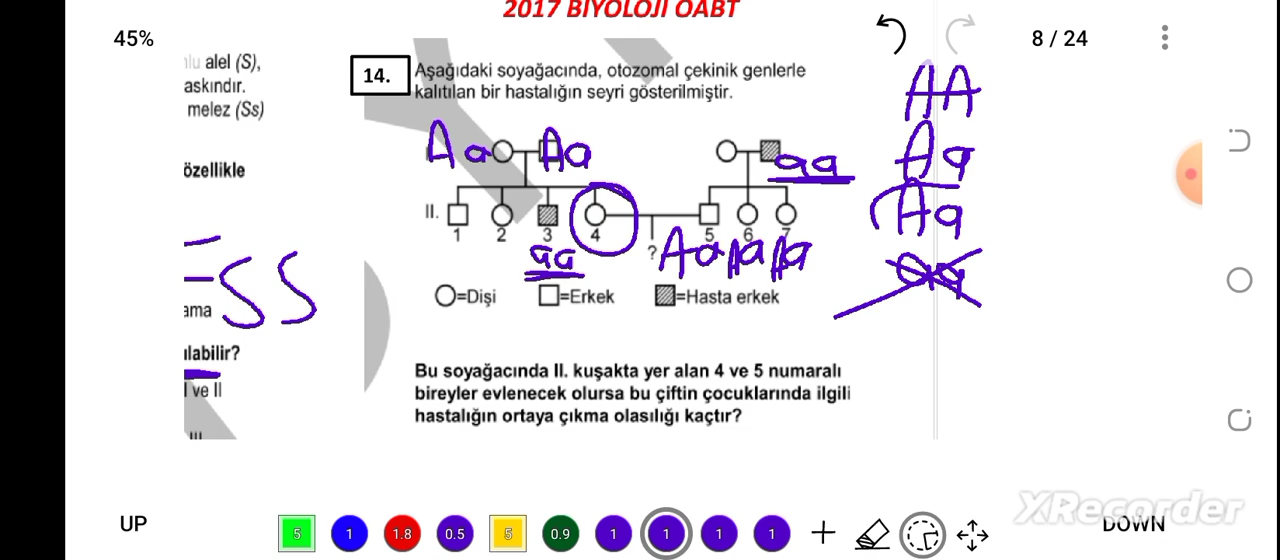 2017 BİYOLOJİ ÖABT
45%
8 / 24
alel (S),
askındır.
melez (Ss)
özellikle
SS
ama
ılabilir?
I ve II
III
14.
Aşağıdaki soyağacında, otozomal çekinik genlerle
kalıtılan bir hastalığın seyri gösterilmiştir.
Aa Aa aa
II.
1 2 3 4 5 6 7
aa ? Aa Aa Aa
=Dişi =Erkek =Hasta erkek
Bu soyağacında II. kuşakta yer alan 4 ve 5 numaralı
bireyler evlenecek olursa bu çiftin çocuklarında ilgili
hastalığın ortaya çıkma olasılığı kaçtır?
AA
Aa
Aa
aa
XRecorder
UP
5 1 1.8 0.5 5 0.9 1 1 1 1
DOWN